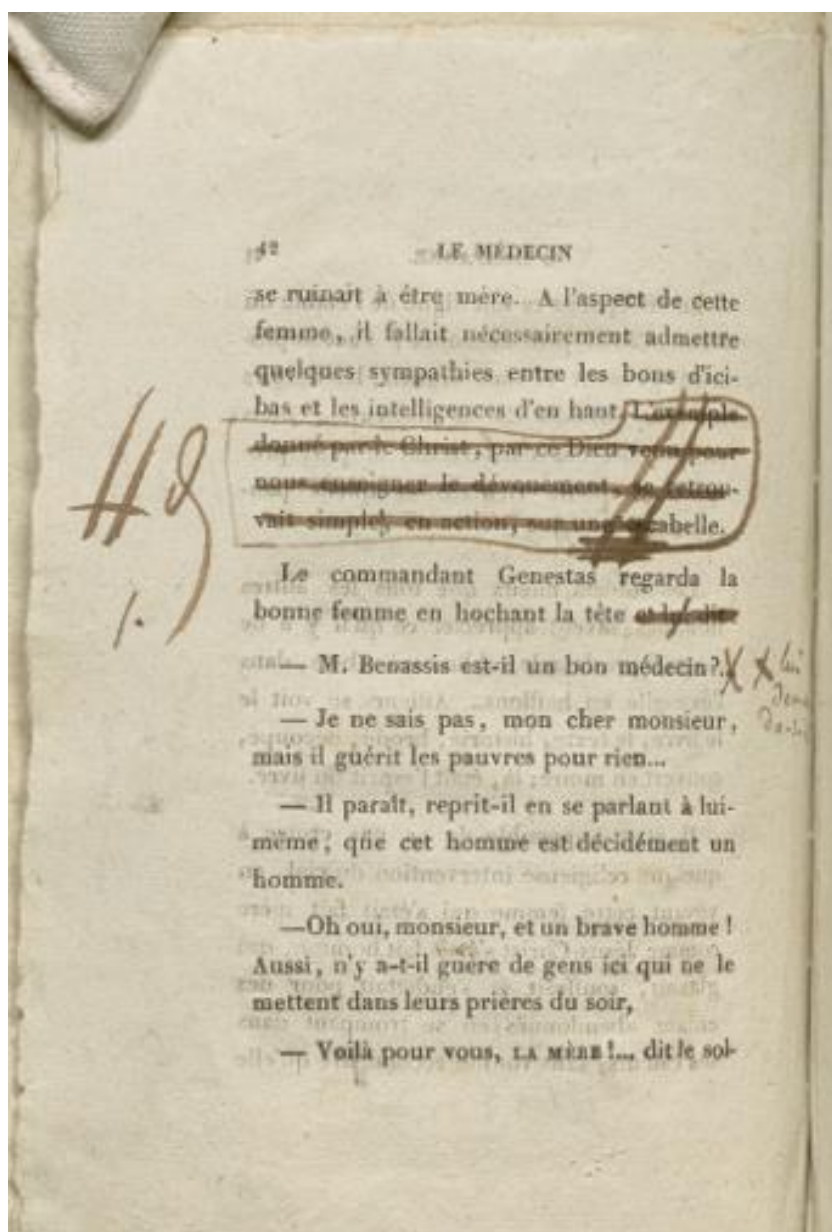 42 LE MÉDECIN
se ruinait à être mère. A l'aspect de cette
femme, il fallait nécessairement admettre
quelques sympathies entre les bons d'ici-
bas et les intelligences d'en haut. L'exemple
donné par le Christ, par ce Dieu venu pour
nous enseigner le dévouement, se retrou-
vait simple, en action, sur une escabelle.
Le commandant Genestas regarda la
bonne femme en hochant la tête et lui dit:
— M. Benassis est-il un bon médecin?
lui
— Je ne sais pas, mon cher monsieur,
mais il guérit les pauvres pour rien...
— Il paraît, reprit-il en se parlant à lui-
même, que cet homme est décidément un
homme.
—Oh oui, monsieur, et un brave homme !
Aussi, n'y a-t-il guère de gens ici qui ne le
mettent dans leurs prières du soir,
— Voilà pour vous, LA MÈRE !... dit le sol-